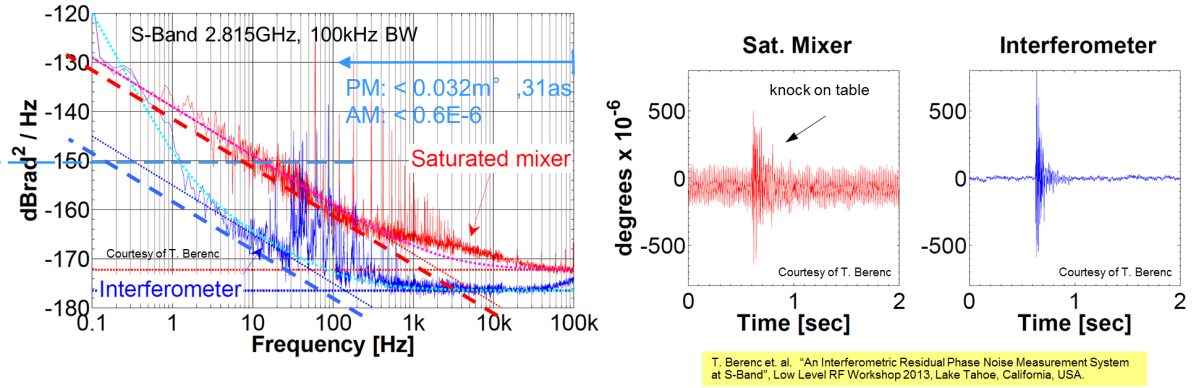 S-Band 2.815GHz, 100kHz BW
PM: < 0.032m° ,31as
AM: < 0.6E-6
Saturated mixer
Courtesy of T. Berenc
Interferometer
dBrad² / Hz
-120
-130
-140
-150
-160
-170
-180
0.1
1
10
100
1k
10k
100k
Frequency [Hz]
Sat. Mixer
knock on table
degrees x 10⁻⁶
500
0
-500
Courtesy of T. Berenc
0
1
2
Time [sec]
Interferometer
500
0
-500
Courtesy of T. Berenc
0
1
2
Time [sec]
T. Berenc et. al. "An Interferometric Residual Phase Noise Measurement System
at S-Band", Low Level RF Workshop 2013, Lake Tahoe, California, USA.